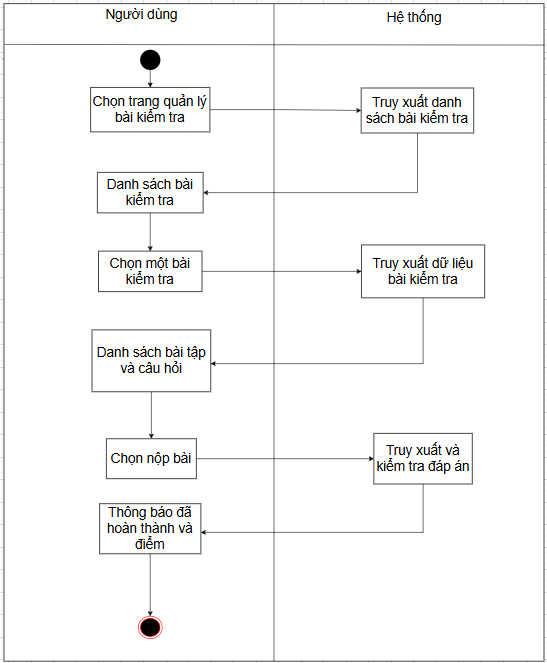 Người dùng
Hệ thống
Chọn trang quản lý
bài kiểm tra
Truy xuất danh
sách bài kiểm tra
Danh sách bài
kiểm tra
Chọn một bài
kiểm tra
Truy xuất dữ liệu
bài kiểm tra
Danh sách bài tập
và câu hỏi
Chọn nộp bài
Truy xuất và
kiểm tra đáp án
Thông báo đã
hoàn thành và
điểm